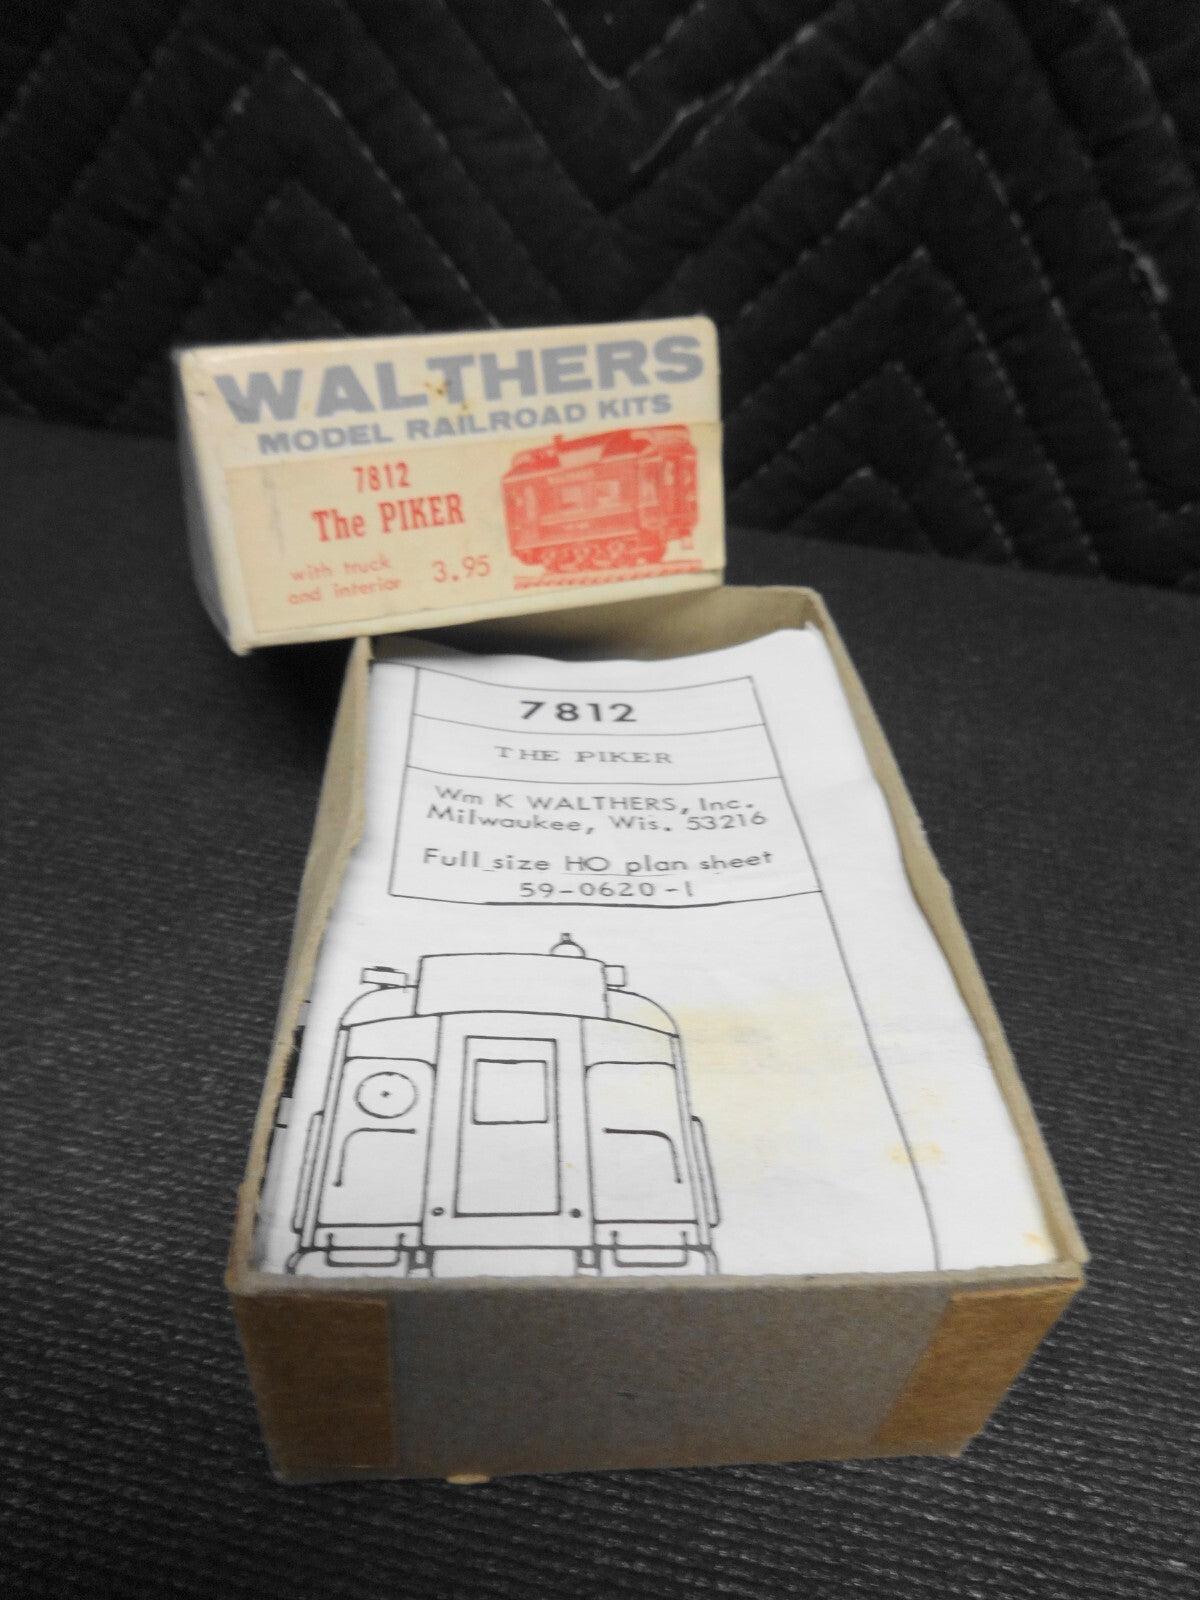 WALTHERS
MODEL RAILROAD KITS
7812
The PIKER
with truck
and interior 3.95
7812
THE PIKER
Wm K WALTHERS, Inc.
Milwaukee, Wis. 53216
Full size HO plan sheet
59-0620-1